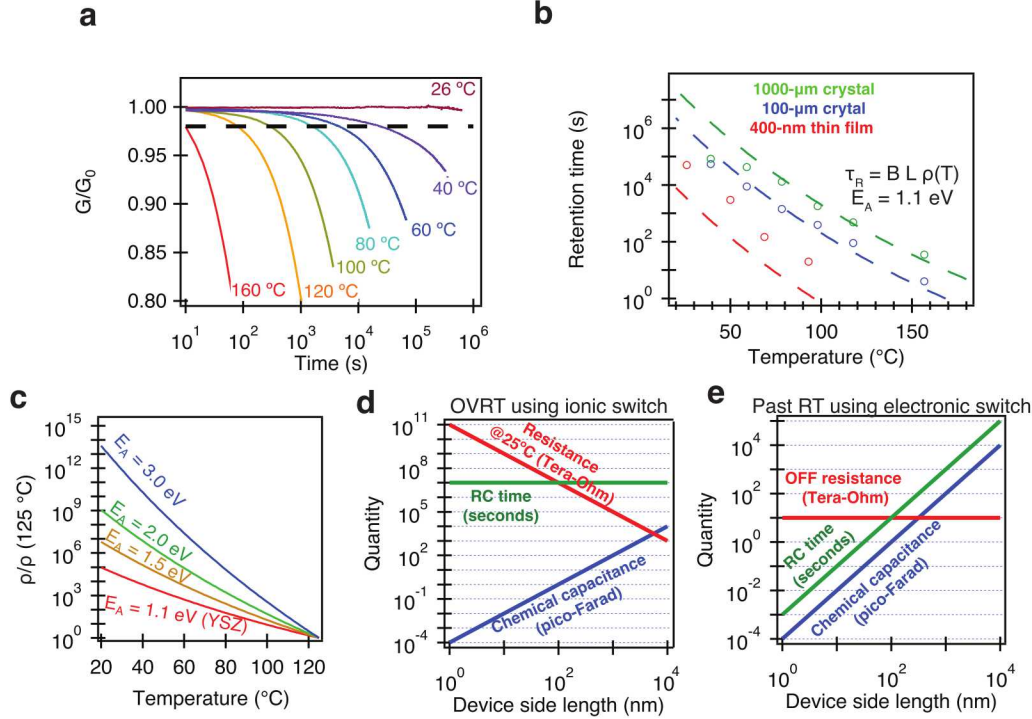 a
26 ºC
1.00
0.95
G/G0
0.90
0.85
0.80
40 ºC
60 ºC
80 ºC
100 ºC
160 ºC
120 ºC
10^1
10^2
10^3
10^4
10^5
10^6
Time (s)
b
1000-µm crystal
100-µm crytal
400-nm thin film
τR = B L ρ(T)
EA = 1.1 eV
Retention time (s)
10^6
10^4
10^2
10^0
50
100
150
Temperature (°C)
c
ρ/ρ (125 °C)
10^15
10^12
10^9
10^6
10^3
10^0
EA = 3.0 eV
EA = 2.0 eV
EA = 1.5 eV
EA = 1.1 eV (YSZ)
20
40
60
80
100
120
Temperature (°C)
d
OVRT using ionic switch
Quantity
10^11
10^8
10^5
10^2
10^-1
10^-4
Resistance
@25°C (Tera-Ohm)
RC time
(seconds)
Chemical capacitance
(pico-Farad)
10^0
10^2
10^4
Device side length (nm)
e
Past RT using electronic switch
Quantity
10^4
10^2
10^0
10^-2
10^-4
OFF resistance
(Tera-Ohm)
RC time
(seconds)
Chemical capacitance
(pico-Farad)
10^0
10^2
10^4
Device side length (nm)